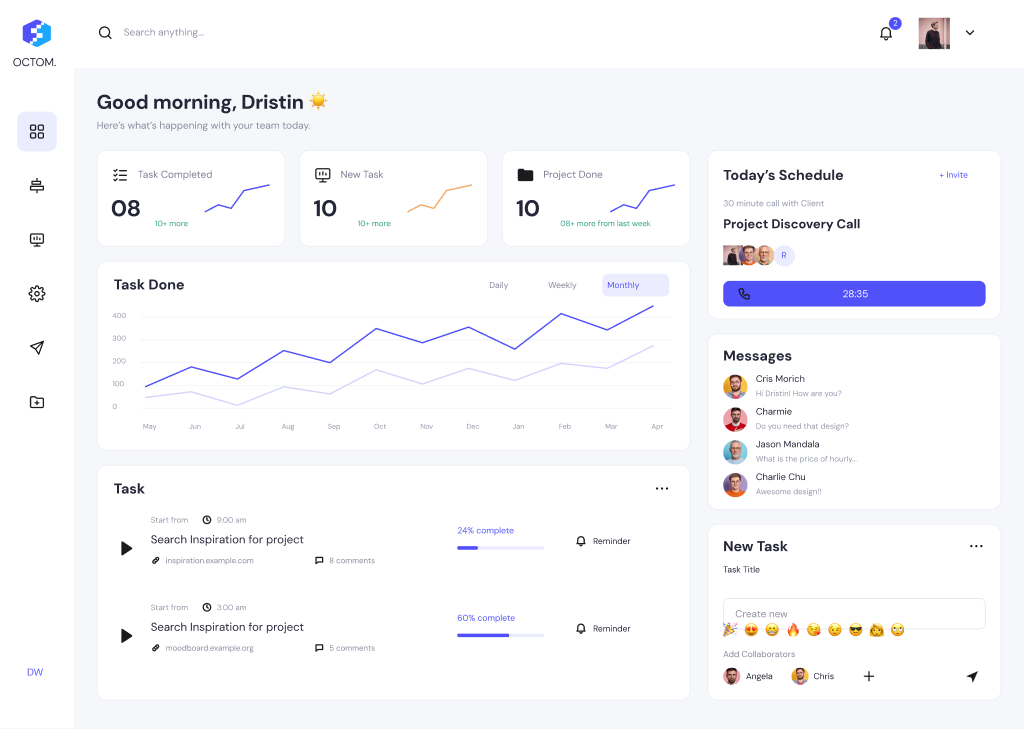 OCTOM.
Search anything...
2
Good morning, Dristin
Here's what's happening with your team today.
Task Completed
08
10+ more
New Task
10
10+ more
Project Done
10
08+ more from last week
Today's Schedule
+ Invite
30 minute call with Client
Project Discovery Call
R
28:35
Task Done
Daily
Weekly
Monthly
400
300
200
100
0
May
Jun
Jul
Aug
Sep
Oct
Nov
Dec
Jan
Feb
Mar
Apr
Messages
Cris Morich
Hi Dristin! How are you?
Charmie
Do you need that design?
Jason Mandala
What is the price of hourly...
Charlie Chu
Awesome design!!
Task
Start from 9.00 am
Search Inspiration for project
inspiration.example.com
8 comments
24% complete
Reminder
Start from 3.00 am
Search Inspiration for project
moodboard.example.org
5 comments
60% complete
Reminder
New Task
Task Title
Create new
Add Collaborators
Angela
Chris
DW